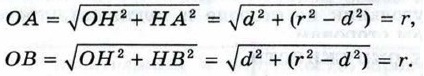 OA = √(OH² + HA²) = √(d² + (r² − d²)) = r,
OB = √(OH² + HB²) = √(d² + (r² − d²)) = r.